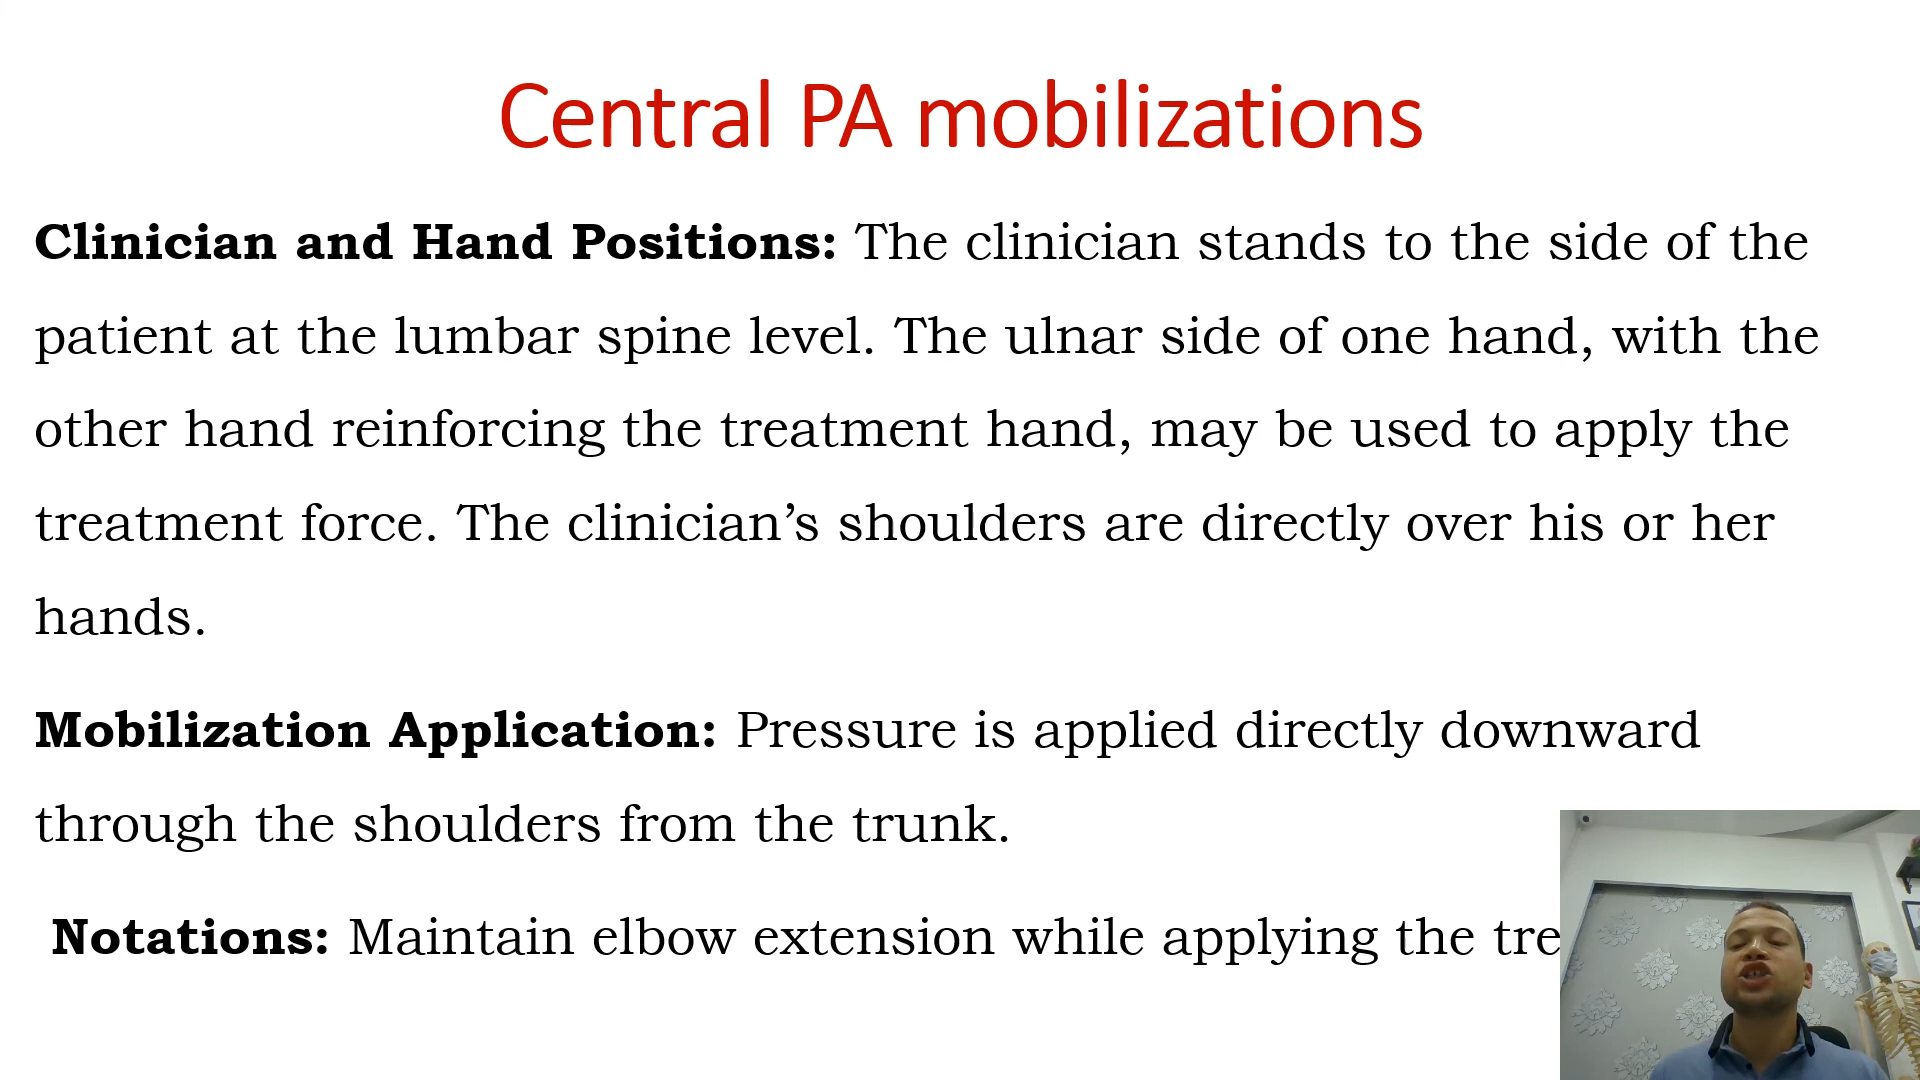 Central PA mobilizations
Clinician and Hand Positions: The clinician stands to the side of the
patient at the lumbar spine level. The ulnar side of one hand, with the
other hand reinforcing the treatment hand, may be used to apply the
treatment force. The clinician’s shoulders are directly over his or her
hands.
Mobilization Application: Pressure is applied directly downward
through the shoulders from the trunk.
Notations: Maintain elbow extension while applying the